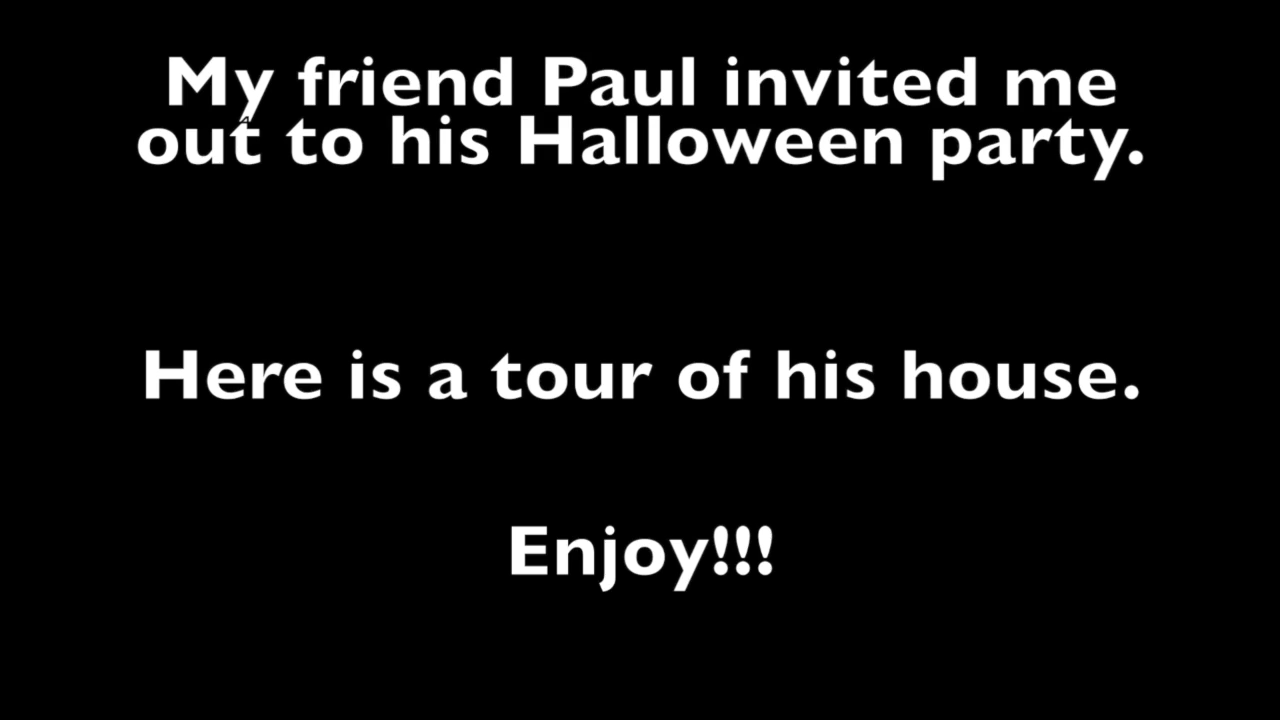 My friend Paul invited me
out to his Halloween party.
Here is a tour of his house.
Enjoy!!!